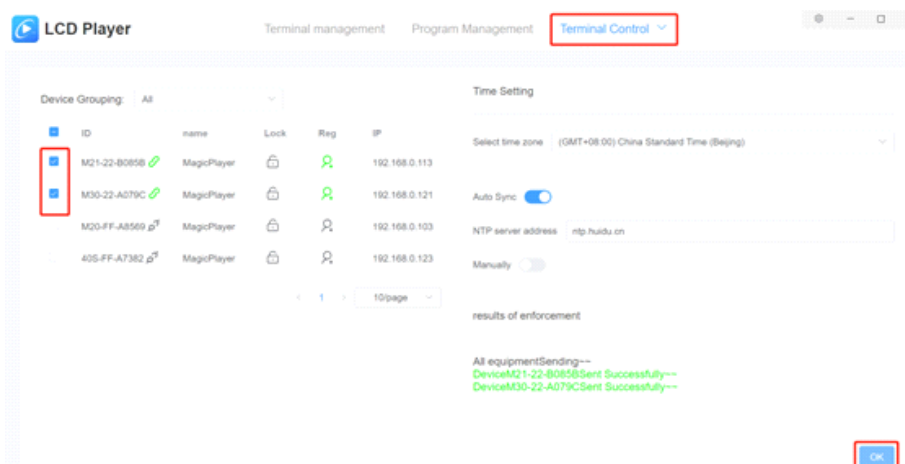 LCD Player
Terminal management
Program Management
Terminal Control
Device Grouping: All
ID name Lock Reg IP
M21-22-B085B MagicPlayer 192.168.0.113
M30-22-A079C MagicPlayer 192.168.0.121
M20-FF-A8569 MagicPlayer 192.168.0.103
40S-FF-A7382 MagicPlayer 192.168.0.123
1 10/page
Time Setting
Select time zone (GMT+08:00) China Standard Time (Beijing)
Auto Sync
NTP server address ntp.huidu.cn
Manually
results of enforcement
All equipmentSending~~
DeviceM21-22-B085BSent Successfully~~
DeviceM30-22-A079CSent Successfully~~
OK